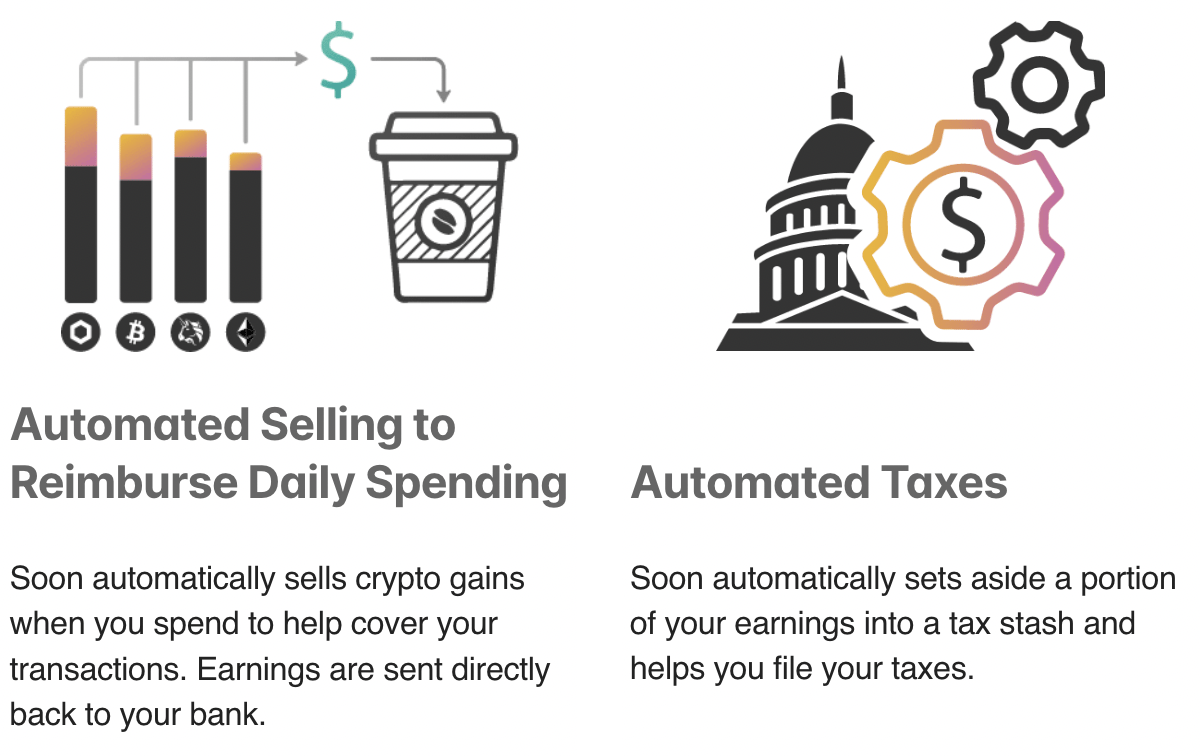 $
$
Automated Selling to
Reimburse Daily Spending
Soon automatically sells crypto gains
when you spend to help cover your
transactions. Earnings are sent directly
back to your bank.
Automated Taxes
Soon automatically sets aside a portion
of your earnings into a tax stash and
helps you file your taxes.